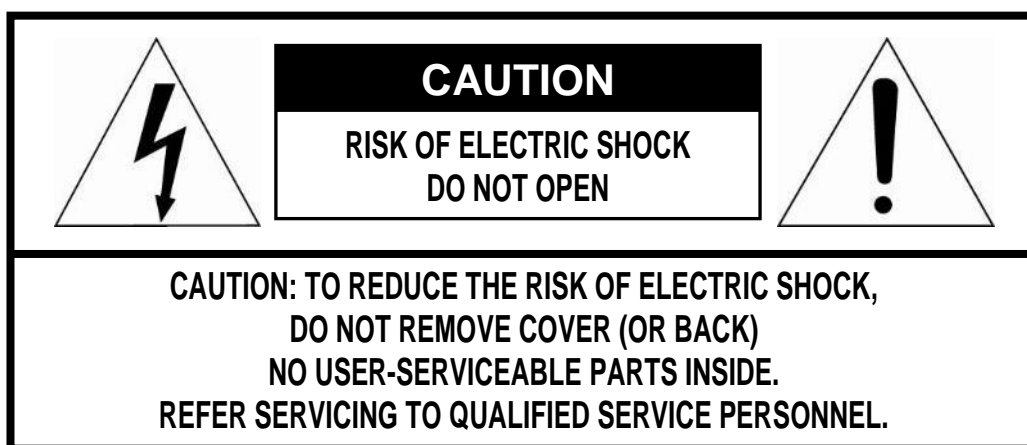 CAUTION
RISK OF ELECTRIC SHOCK
DO NOT OPEN
CAUTION: TO REDUCE THE RISK OF ELECTRIC SHOCK,
DO NOT REMOVE COVER (OR BACK)
NO USER-SERVICEABLE PARTS INSIDE.
REFER SERVICING TO QUALIFIED SERVICE PERSONNEL.